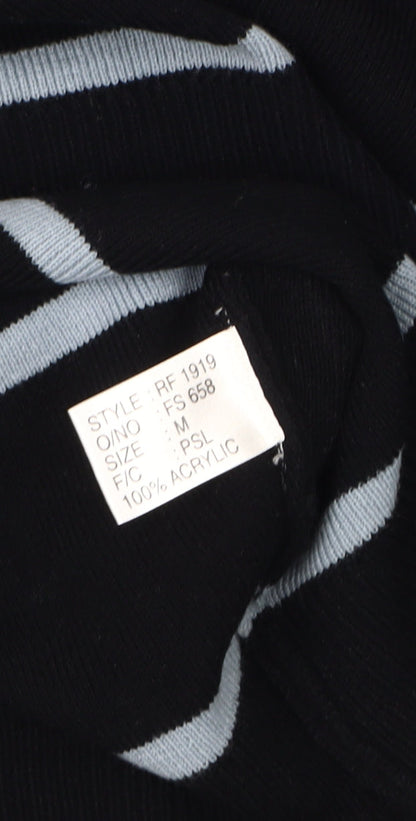 STYLE : RF 1919
O/NO : FS 658
SIZE : M
F/C : PSL
100% ACRYLIC